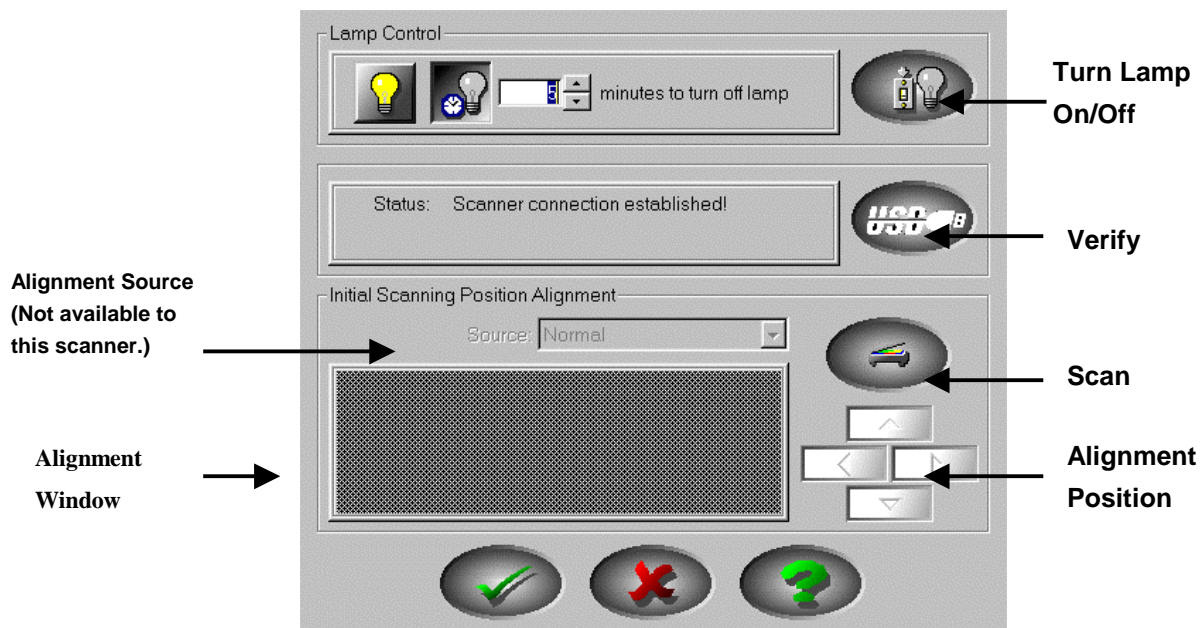 Lamp Control
5 minutes to turn off lamp
Turn Lamp
On/Off
Status: Scanner connection established!
USB
Verify
Alignment Source
(Not available to
this scanner.)
Initial Scanning Position Alignment
Source: Normal
Scan
Alignment
Window
Alignment
Position